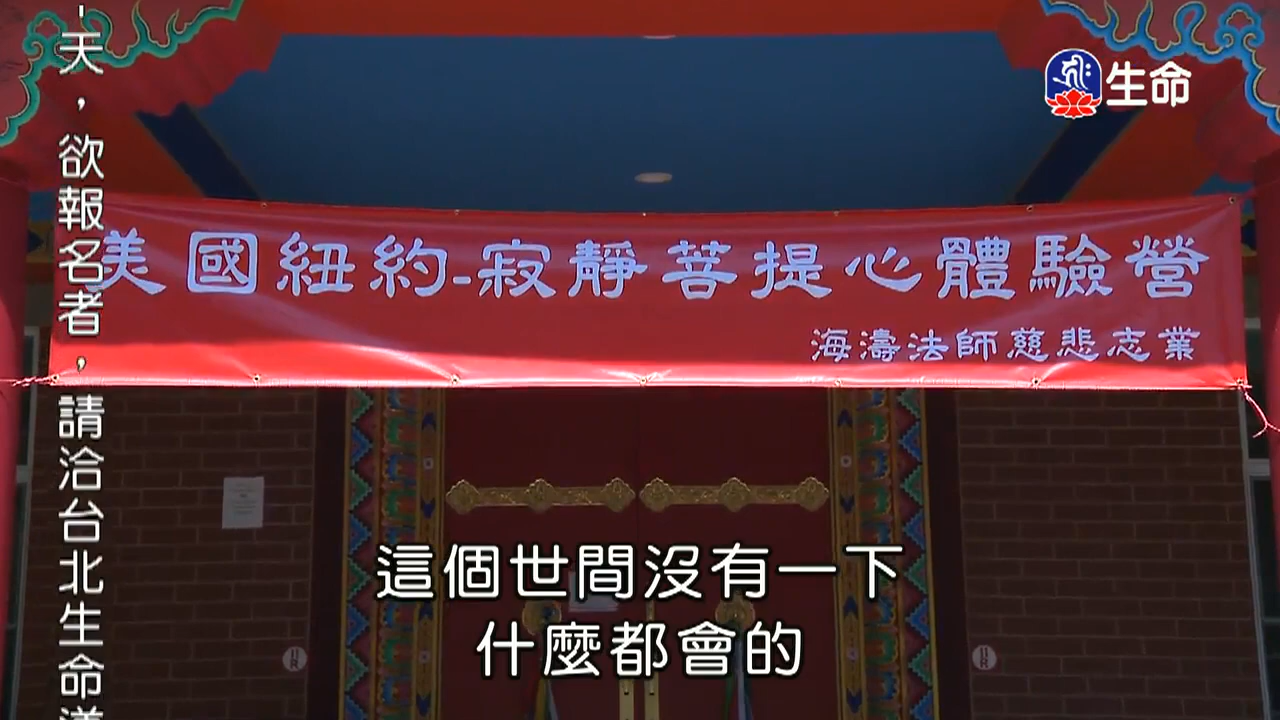 天，欲報名者，請洽台北生命道
生命
美國紐約-寂靜菩提心體驗營
海濤法師慈悲志業
這個世間沒有一下
什麼都會的